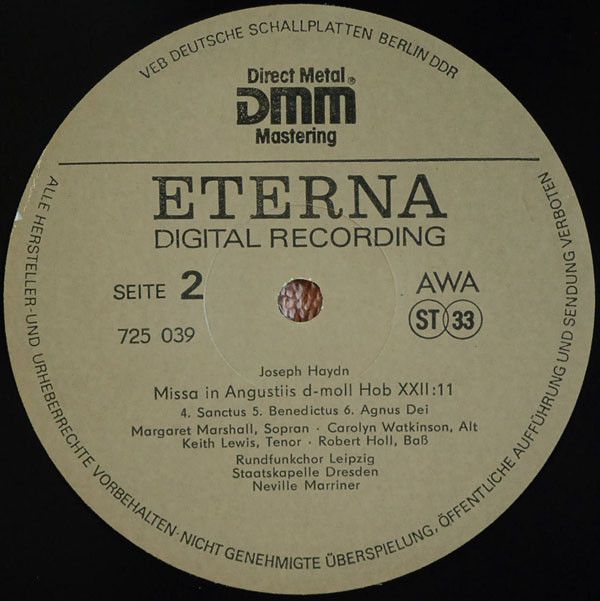 VEB DEUTSCHE SCHALLPLATTEN BERLIN DDR
Direct Metal®
DMM
Mastering
ETERNA
DIGITAL RECORDING
SEITE 2
AWA
725 039
ST 33
Joseph Haydn
Missa in Angustiis d-moll Hob XXII:11
4. Sanctus 5. Benedictus 6. Agnus Dei
Margaret Marshall, Sopran · Carolyn Watkinson, Alt
Keith Lewis, Tenor · Robert Holl, Baß
Rundfunkchor Leipzig
Staatskapelle Dresden
Neville Marriner
ALLE HERSTELLER-UND URHEBERRECHTE VORBEHALTEN·NICHT GENEHMIGTE ÜBERSPIELUNG, ÖFFENTLICHE AUFFÜHRUNG UND SENDUNG VERBOTEN